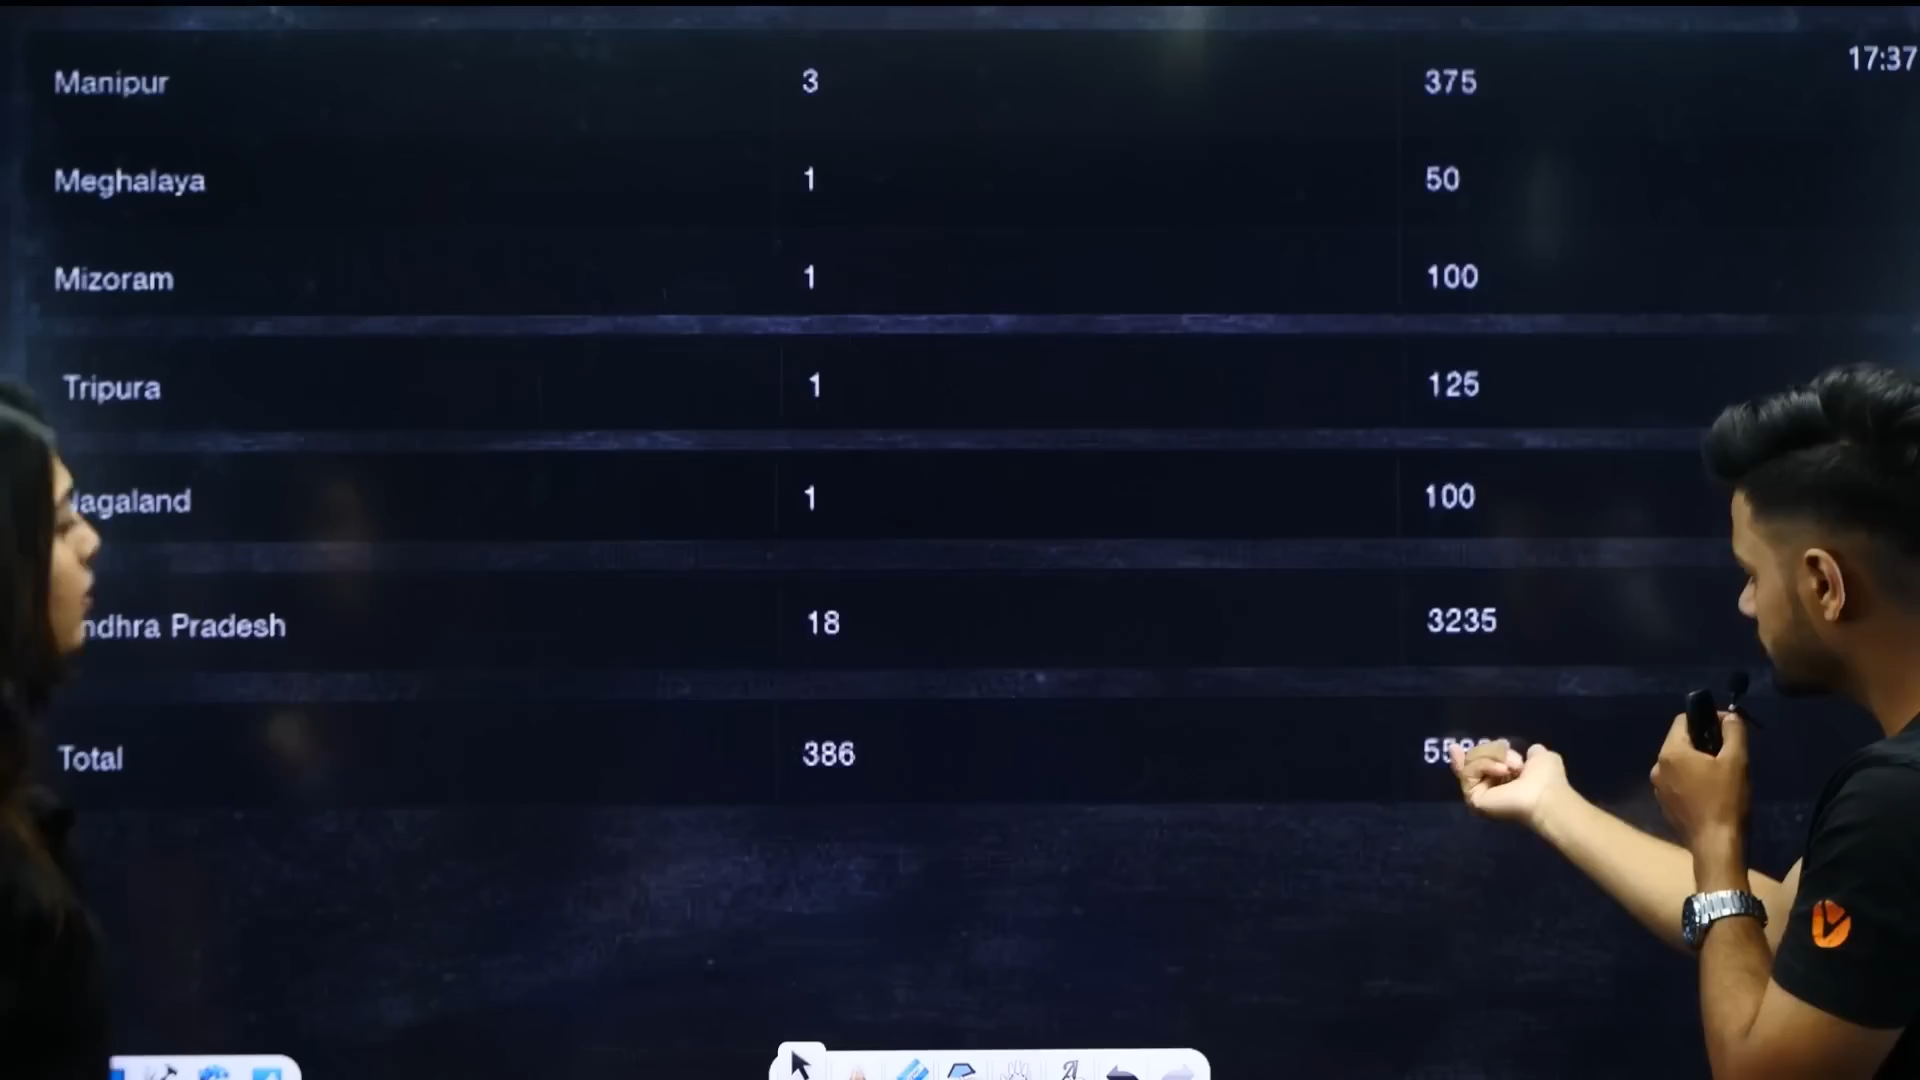 17:37
Manipur 3 375
Meghalaya 1 50
Mizoram 1 100
Tripura 1 125
agaland 1 100
ndhra Pradesh 18 3235
Total 386